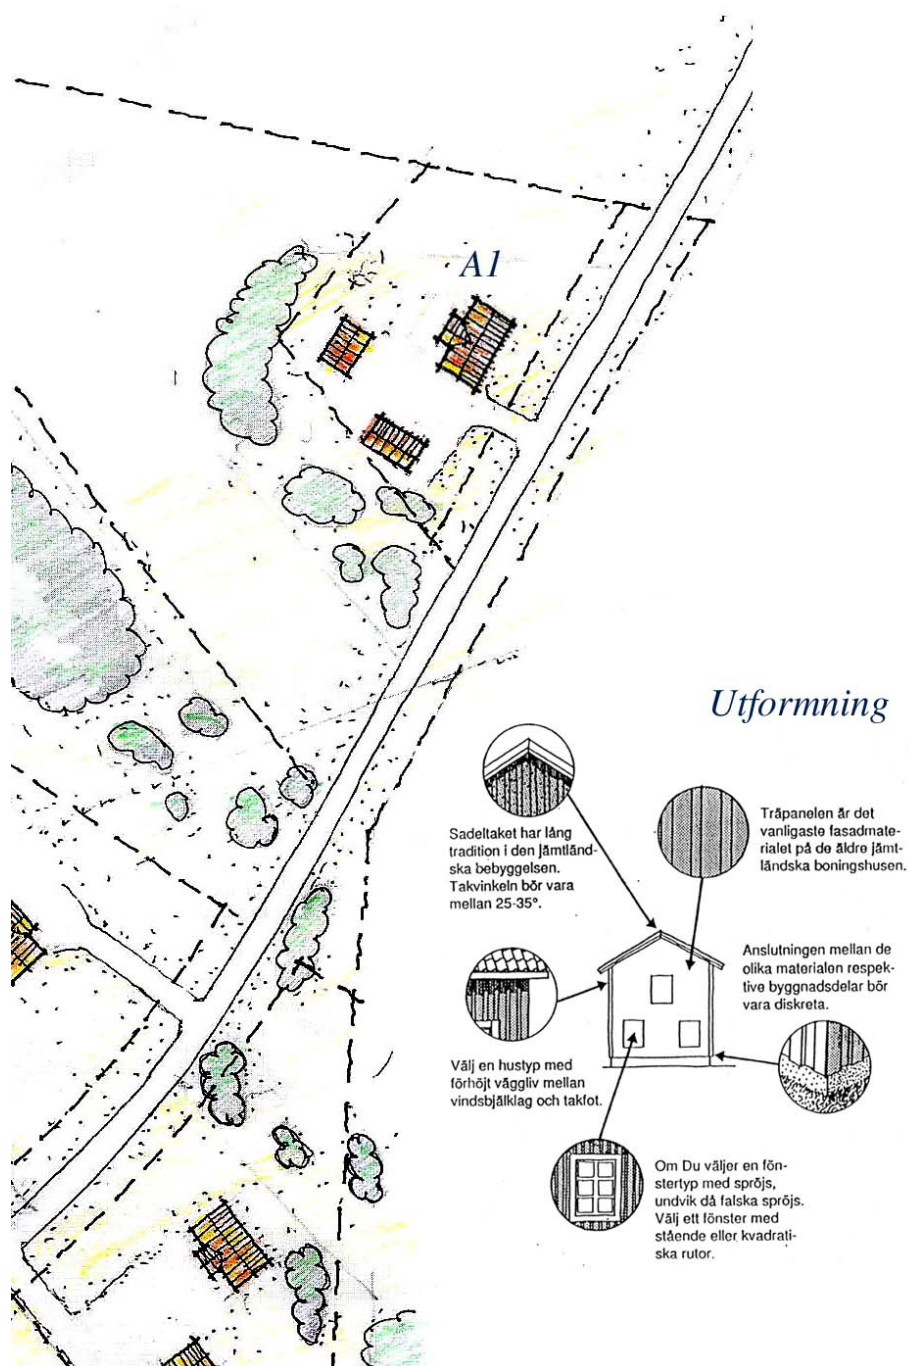 A1
Utformning
Sadeltaket har lång
tradition i den jämtländ-
ska bebyggelsen.
Takvinkeln bör vara
mellan 25-35°.
Träpanelen är det
vanligaste fasadmate-
rialet på de äldre jämt-
ländska boningshusen.
Anslutningen mellan de
olika materialen respek-
tive byggnadsdelar bör
vara diskreta.
Välj en hustyp med
förhöjt väggliv mellan
vindsbjälklag och takfot.
Om Du väljer en fön-
stertyp med spröjs,
undvik då falska spröjs.
Välj ett fönster med
stående eller kvadrati-
ska rutor.